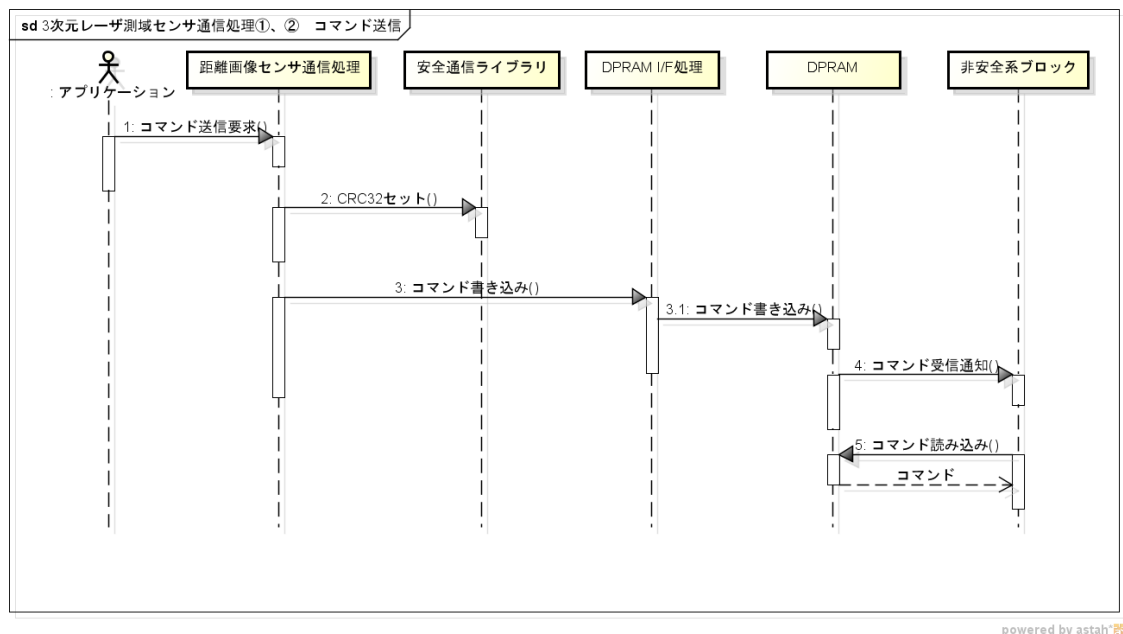 sd 3次元レーザ測域センサ通信処理①、② コマンド送信
: アプリケーション
距離画像センサ通信処理
安全通信ライブラリ
DPRAM I/F処理
DPRAM
非安全系ブロック
1: コマンド送信要求()
2: CRC32セット()
3: コマンド書き込み()
3.1: コマンド書き込み()
4: コマンド受信通知()
5: コマンド読み込み()
コマンド
powered by astah*